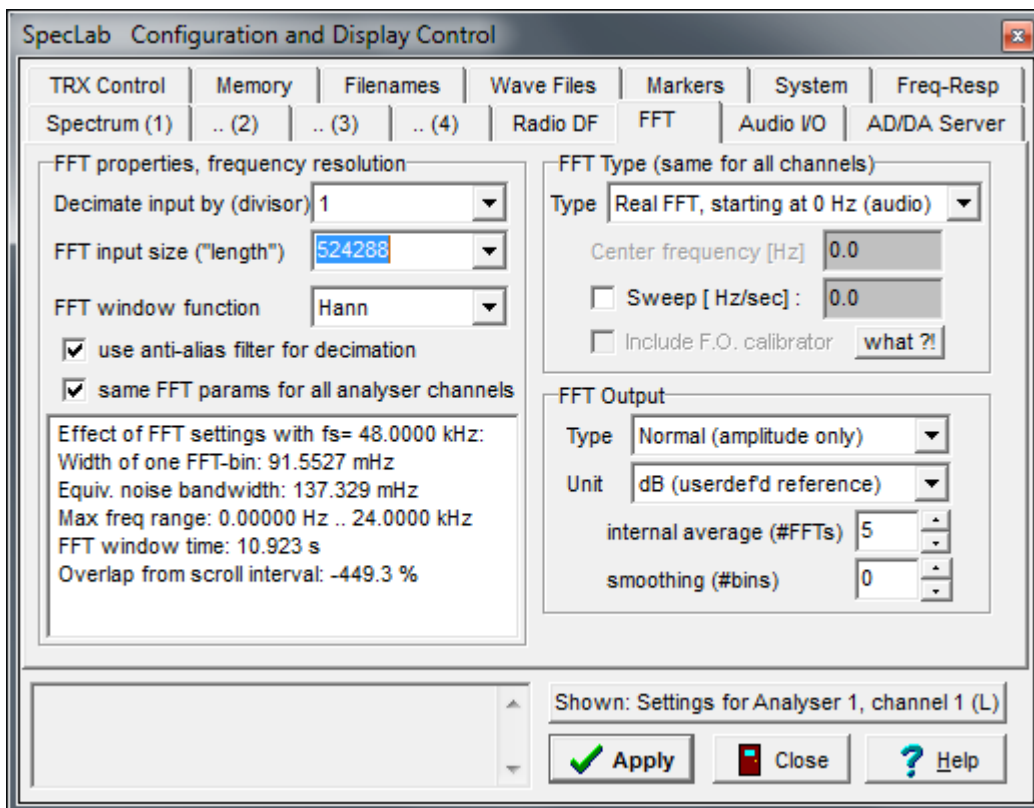 SpecLab Configuration and Display Control
TRX Control Memory Filenames Wave Files Markers System Freq-Resp
Spectrum (1) .. (2) .. (3) .. (4) Radio DF FFT Audio I/O AD/DA Server
FFT properties, frequency resolution
Decimate input by (divisor) 1
FFT input size ("length") 524288
FFT window function Hann
use anti-alias filter for decimation
same FFT params for all analyser channels
Effect of FFT settings with fs= 48.0000 kHz:
Width of one FFT-bin: 91.5527 mHz
Equiv. noise bandwidth: 137.329 mHz
Max freq range: 0.00000 Hz .. 24.0000 kHz
FFT window time: 10.923 s
Overlap from scroll interval: -449.3 %
FFT Type (same for all channels)
Type Real FFT, starting at 0 Hz (audio)
Center frequency [Hz] 0.0
Sweep [ Hz/sec] : 0.0
Include F.O. calibrator what ?!
FFT Output
Type Normal (amplitude only)
Unit dB (userdef'd reference)
internal average (#FFTs) 5
smoothing (#bins) 0
Shown: Settings for Analyser 1, channel 1 (L)
Apply Close Help